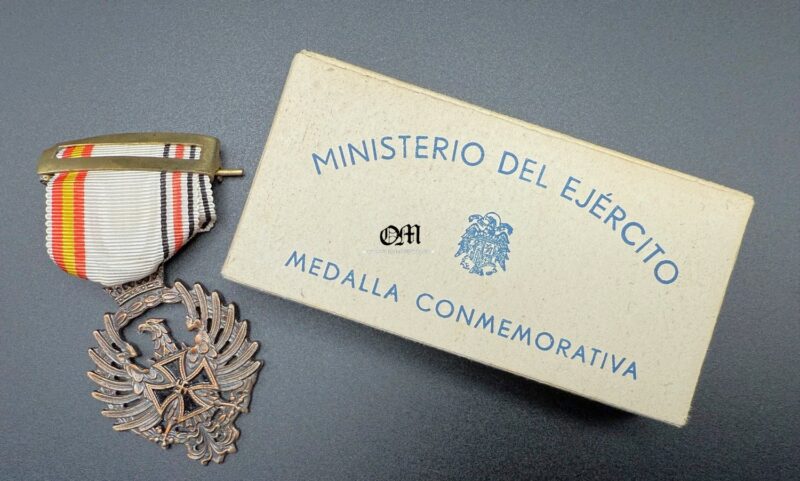 MINISTERIO DEL EJÉRCITO
OM
MEDALLA CONMEMORATIVA